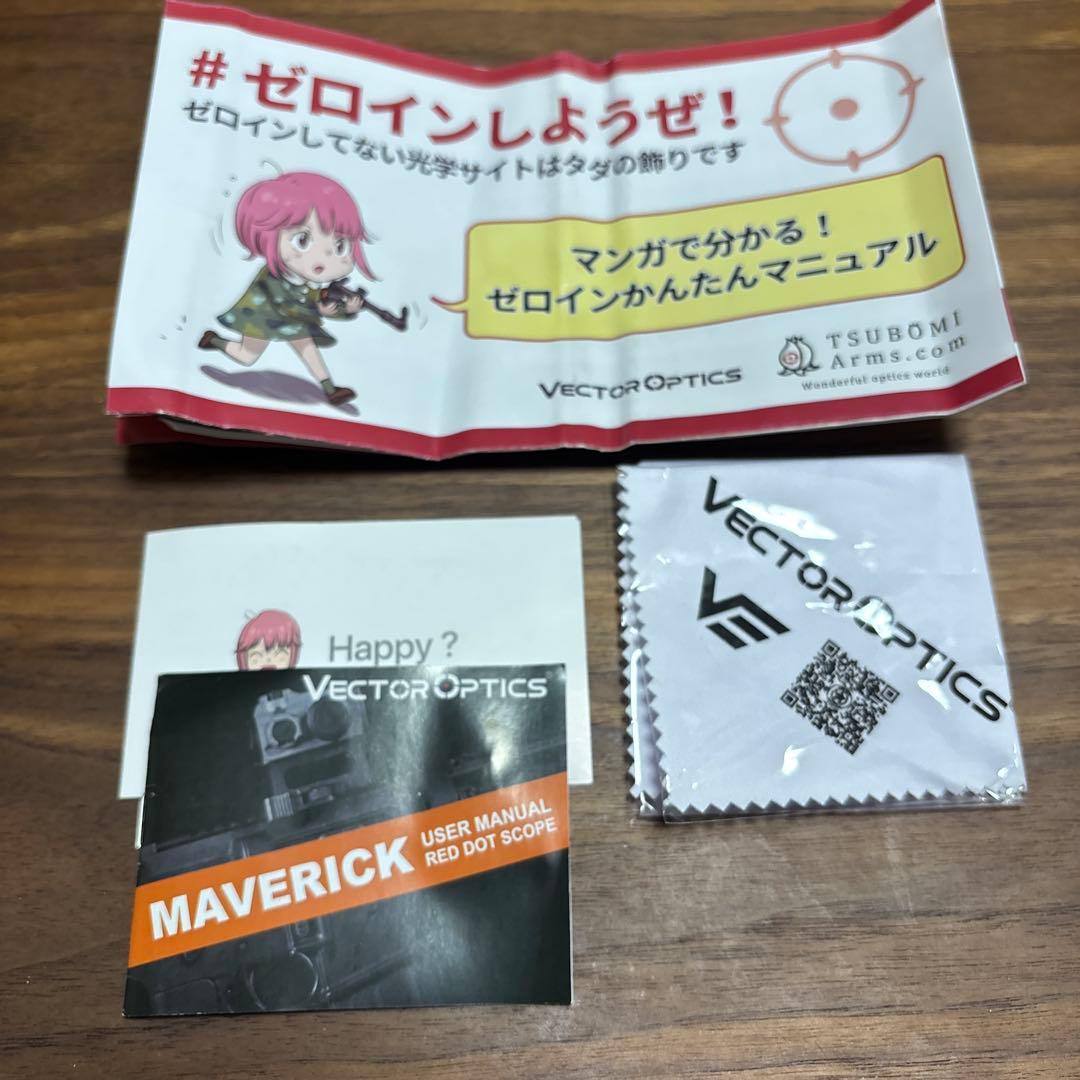 #ゼロインしようぜ！
ゼロインしてない光学サイトはタダの飾りです
マンガで分かる！
ゼロインかんたんマニュアル
VECTOR OPTICS
TSUBOMI
Arms.com
Wonderful optics world
Happy？
VECTOR OPTICS
MAVERICK
USER MANUAL
RED DOT SCOPE
VECTOR OPTICS